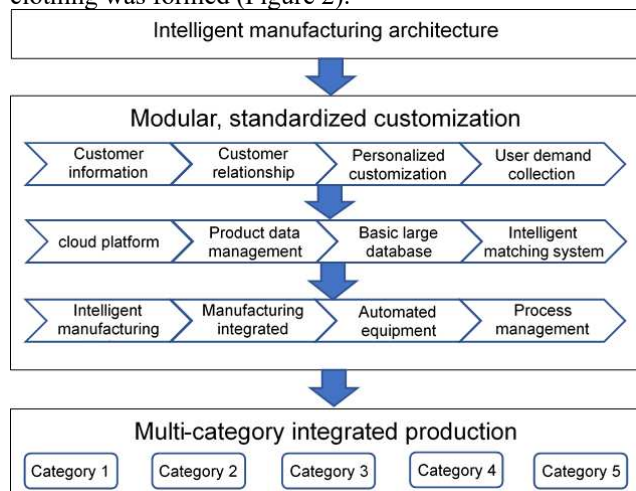 clothing was formed (Figure 2).
Intelligent manufacturing architecture
Modular, standardized customization
Customer information
Customer relationship
Personalized customization
User demand collection
cloud platform
Product data management
Basic large database
Intelligent matching system
Intelligent manufacturing
Manufacturing integrated
Automated equipment
Process management
Multi-category integrated production
Category 1
Category 2
Category 3
Category 4
Category 5